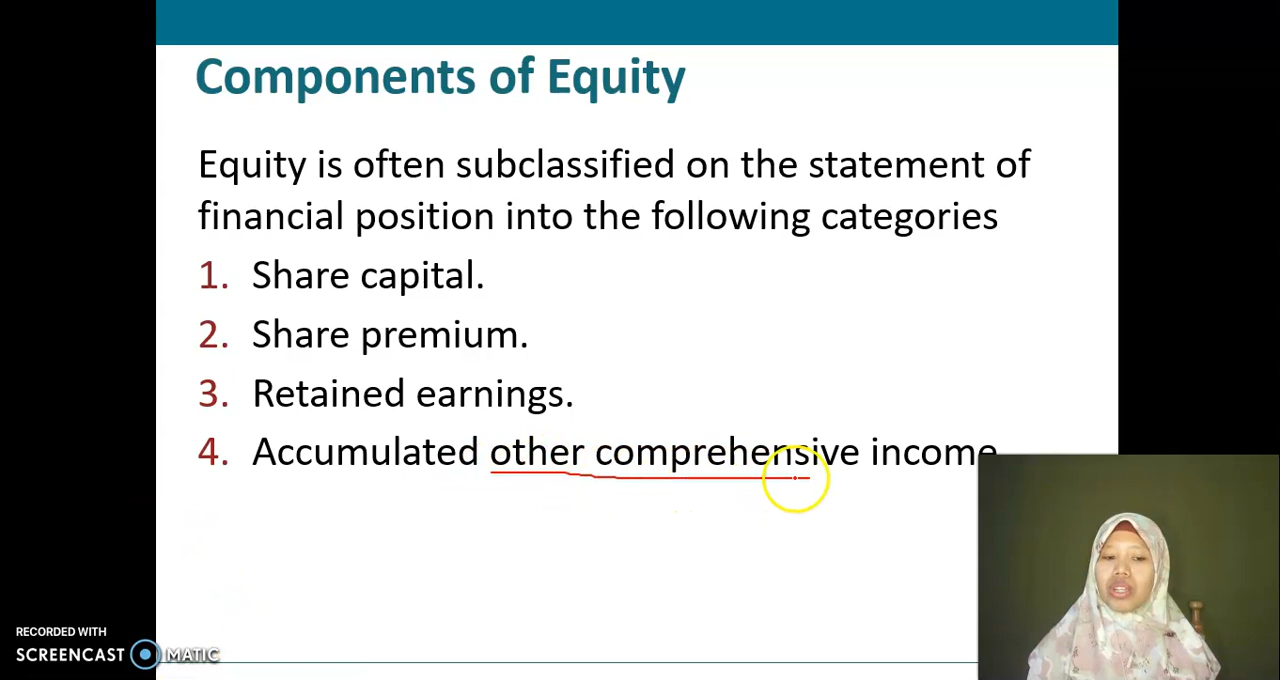 Components of Equity
Equity is often subclassified on the statement of
financial position into the following categories
1. Share capital.
2. Share premium.
3. Retained earnings.
4. Accumulated other comprehensive income
RECORDED WITH
SCREENCAST MATIC